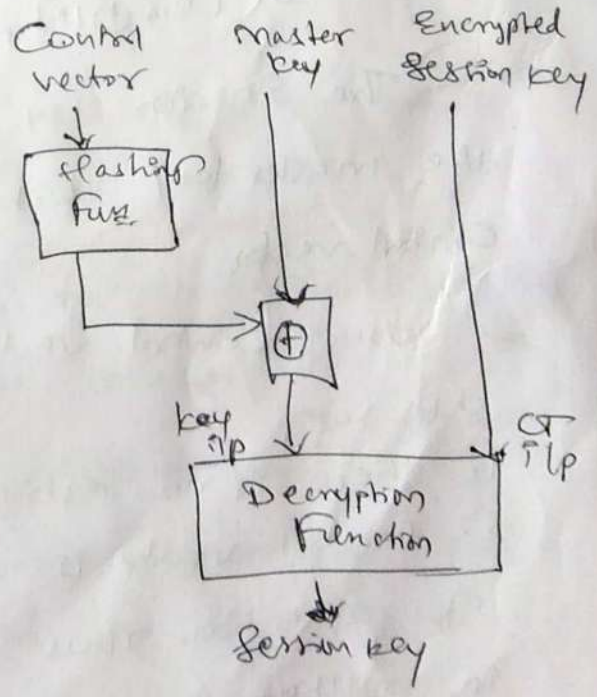 Control
vector
Master
key
Encrypted
Session key
Hashing
Fun
⊕
key
i/p
CT
i/p
Decryption
Function
Session key